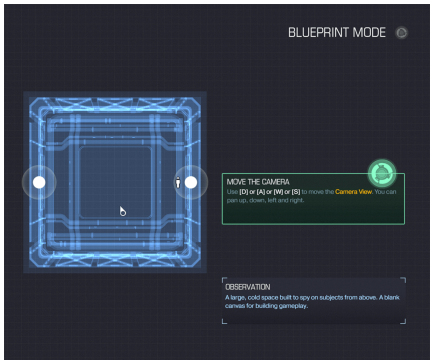 BLUEPRINT MODE
MOVE THE CAMERA
Use [D] or [A] or [W] or [S] to move the Camera View. You can
pan up, down, left and right.
OBSERVATION
A large, cold space built to spy on subjects from above. A blank
canvas for building gameplay.